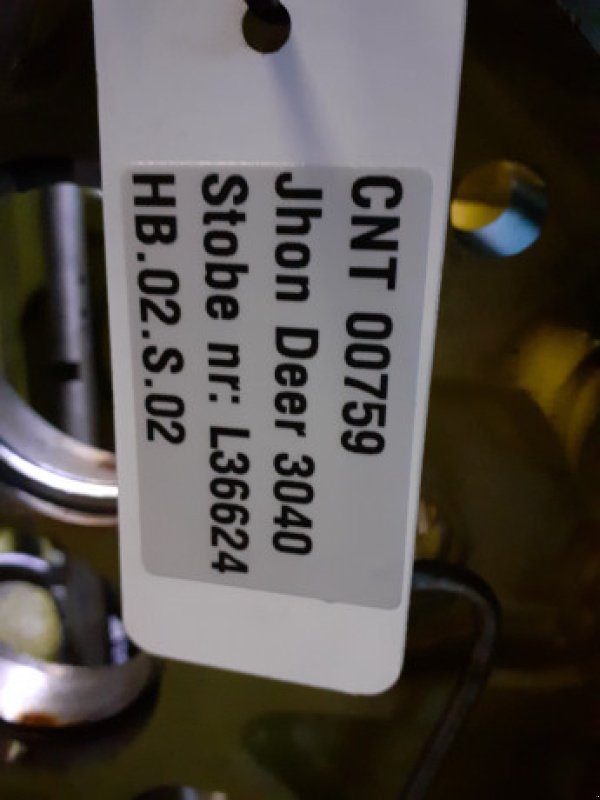 CNT 00759
Jhon Deer 3040
Stobe nr: L36624
HB.02.S.02